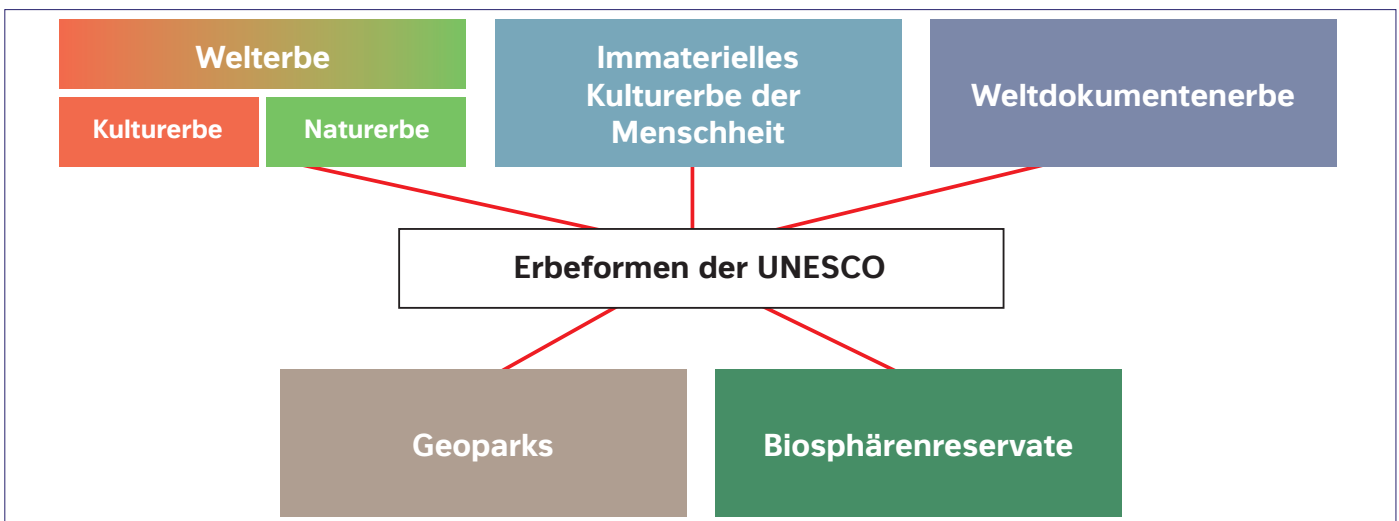 Welterbe
Kulturerbe
Naturerbe
Immaterielles
Kulturerbe der
Menschheit
Weltdokumentenerbe
Erbeformen der UNESCO
Geoparks
Biosphärenreservate